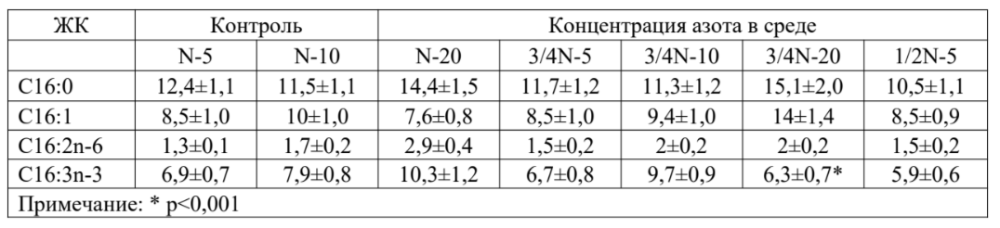 ЖК Контроль Концентрация азота в среде
N-5 N-10 N-20 3/4N-5 3/4N-10 3/4N-20 1/2N-5
C16:0 12,4±1,1 11,5±1,1 14,4±1,5 11,7±1,2 11,3±1,2 15,1±2,0 10,5±1,1
C16:1 8,5±1,0 10±1,0 7,6±0,8 8,5±1,0 9,4±1,0 14±1,4 8,5±0,9
C16:2n-6 1,3±0,1 1,7±0,2 2,9±0,4 1,5±0,2 2±0,2 2±0,2 1,5±0,2
C16:3n-3 6,9±0,7 7,9±0,8 10,3±1,2 6,7±0,8 9,7±0,9 6,3±0,7* 5,9±0,6
Примечание: * p<0,001